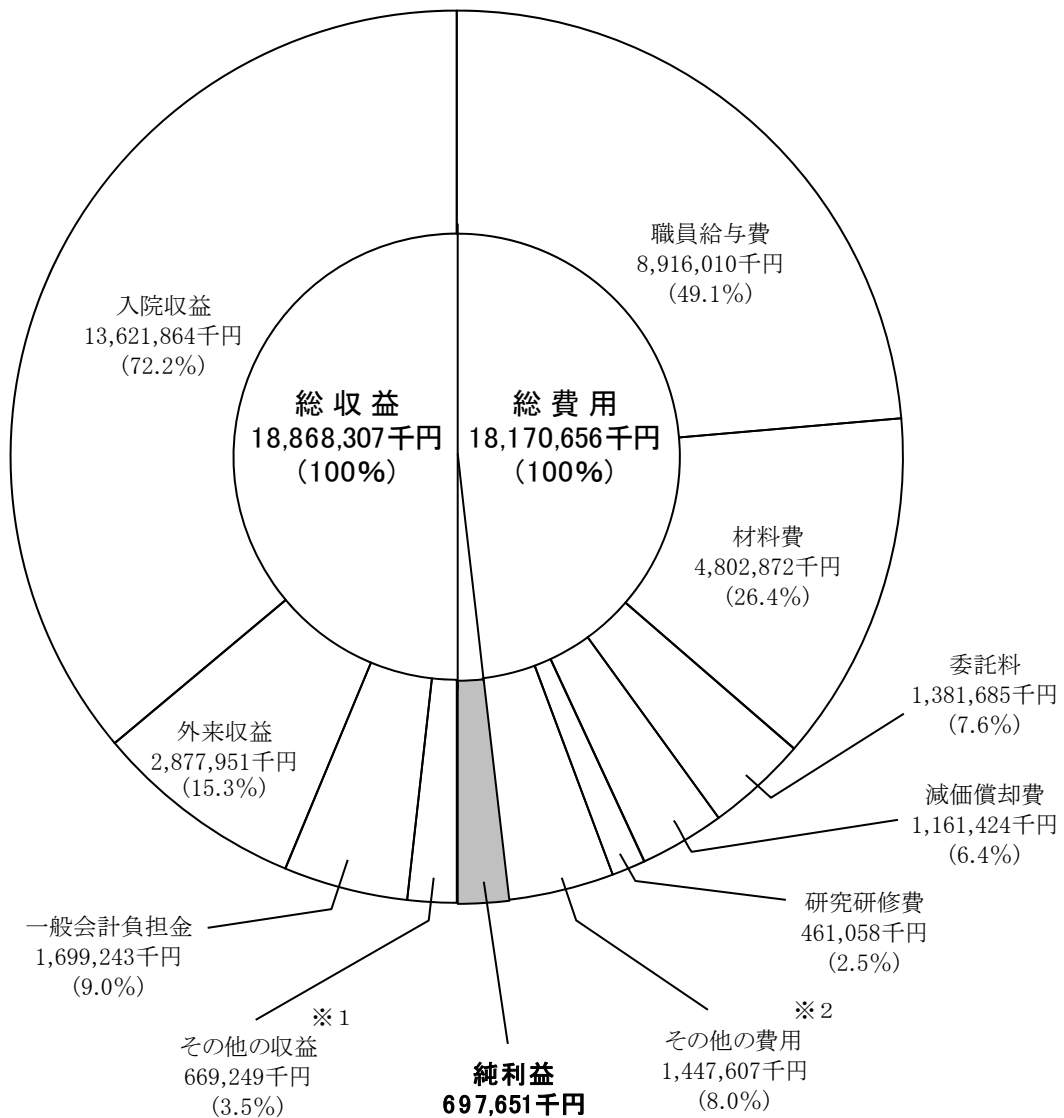 職員給与費
8,916,010千円
(49.1%)
入院収益
13,621,864千円
(72.2%)
総 収 益
18,868,307千円
(100%)
総 費 用
18,170,656千円
(100%)
材料費
4,802,872千円
(26.4%)
委託料
1,381,685千円
(7.6%)
外来収益
2,877,951千円
(15.3%)
減価償却費
1,161,424千円
(6.4%)
研究研修費
461,058千円
(2.5%)
一般会計負担金
1,699,243千円
(9.0%)
※1
その他の収益
669,249千円
(3.5%)
純利益
697,651千円
※2
その他の費用
1,447,607千円
(8.0%)